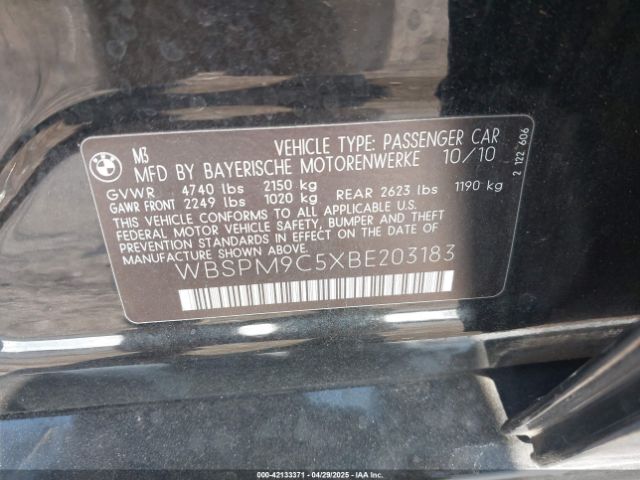 BMW
M3
VEHICLE TYPE: PASSENGER CAR
MFD BY BAYERISCHE MOTORENWERKE 10/10
GVWR 4740 lbs 2150 kg
GAWR FRONT 2249 lbs 1020 kg REAR 2623 lbs 1190 kg
THIS VEHICLE CONFORMS TO ALL APPLICABLE U.S.
FEDERAL MOTOR VEHICLE SAFETY, BUMPER AND THEFT
PREVENTION STANDARDS IN EFFECT ON THE DATE OF
MANUFACTURE SHOWN ABOVE.
WBSPM9C5XBE203183
2 122 606
000-42133371 - 04/29/2025 - IAA Inc.